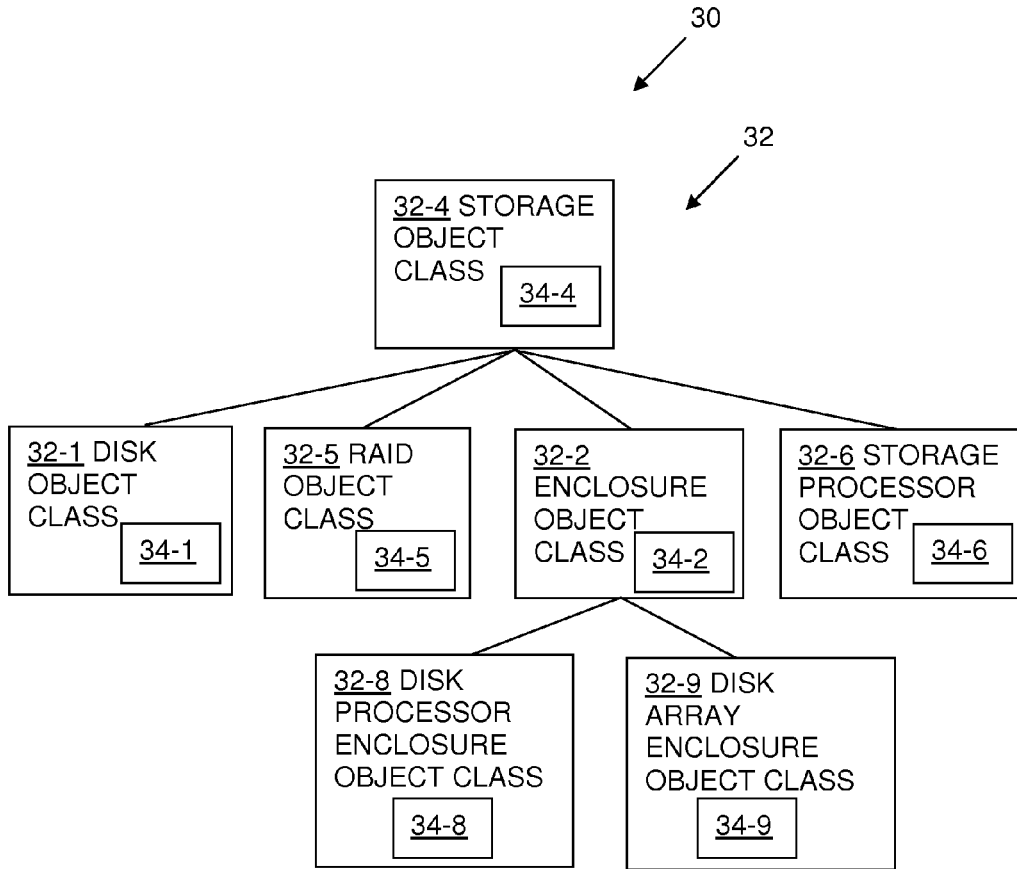 30
32
32-4 STORAGE
OBJECT
CLASS
34-4
32-1 DISK
OBJECT
CLASS
34-1
32-5 RAID
OBJECT
CLASS
34-5
32-2
ENCLOSURE
OBJECT
CLASS
34-2
32-6 STORAGE
PROCESSOR
OBJECT
CLASS
34-6
32-8 DISK
PROCESSOR
ENCLOSURE
OBJECT CLASS
34-8
32-9 DISK
ARRAY
ENCLOSURE
OBJECT CLASS
34-9